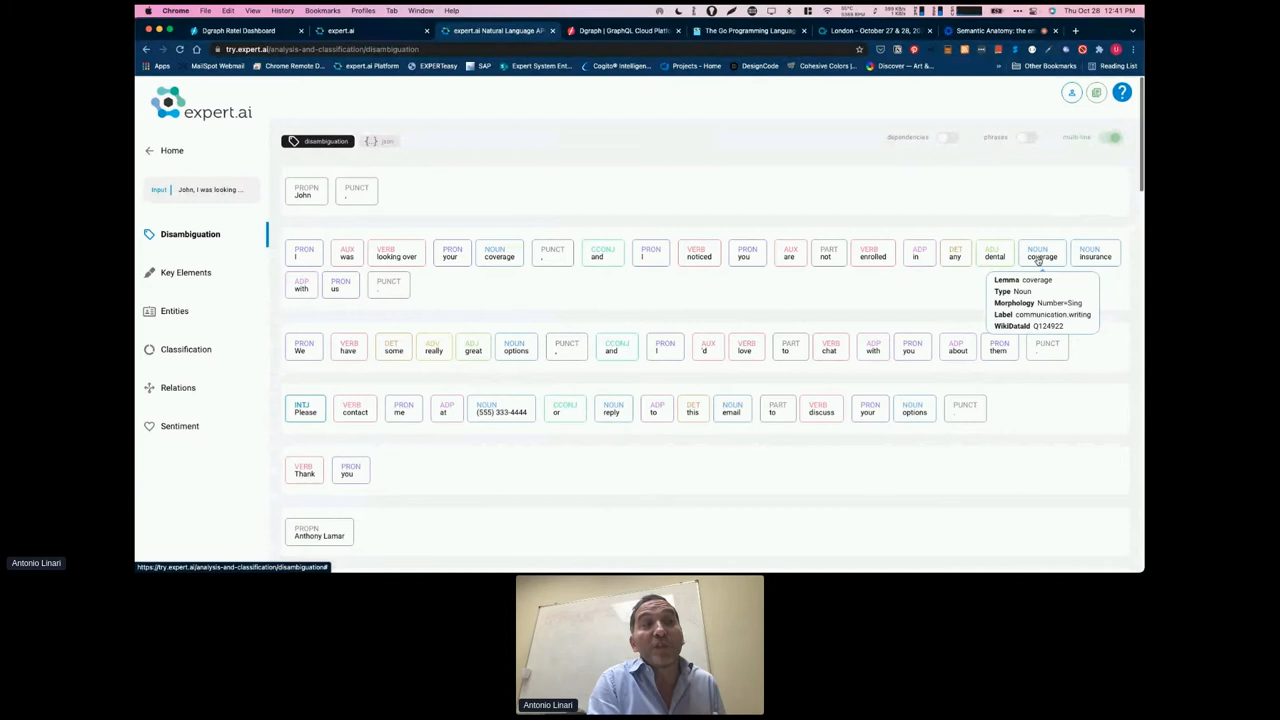 Chrome File Edit View History Bookmarks Profiles Tab Window Help Thu Oct 28 12:41 PM
Dgraph Ratel Dashboard
expert.ai
expert.ai Natural Language AP
Dgraph | GraphQL Cloud Platfo
The Go Programming Languag
London - October 27 & 28, 20
Semantic Anatomy: the en
try.expert.ai/analysis-and-classification/disambiguation
Apps MailSpot Webmail Chrome Remote D... expert.ai Platform EXPERTeasy SAP Expert System Ent... Cogito® Intelligen... Projects - Home DesignCode Cohesive Colors |... Discover — Art &... » Other Bookmarks Reading List
expert.ai
disambiguation
{..} json
dependencies
phrases
multi-line
Home
Input John, I was looking ...
Disambiguation
Key Elements
Entities
Classification
Relations
Sentiment
PROPN PUNCT
John ,
PRON AUX VERB PRON NOUN PUNCT CCONJ PRON VERB PRON AUX PART VERB ADP DET ADJ NOUN NOUN
I was looking over your coverage , and I noticed you are not enrolled in any dental coverage insurance
ADP PRON PUNCT
with us .
Lemma coverage
Type Noun
Morphology Number=Sing
Label communication.writing
WikiDataId Q124922
PRON VERB DET ADV ADJ NOUN PUNCT CCONJ PRON AUX VERB PART VERB ADP PRON ADP PRON PUNCT
We have some really great options , and I 'd love to chat with you about them .
INTJ VERB PRON ADP NOUN CCONJ NOUN ADP DET NOUN PART VERB PRON NOUN PUNCT
Please contact me at (555) 333-4444 or reply to this email to discuss your options .
VERB PRON
Thank you
PROPN
Anthony Lamar
https://try.expert.ai/analysis-and-classification/disambiguation#
Antonio Linari
Antonio Linari